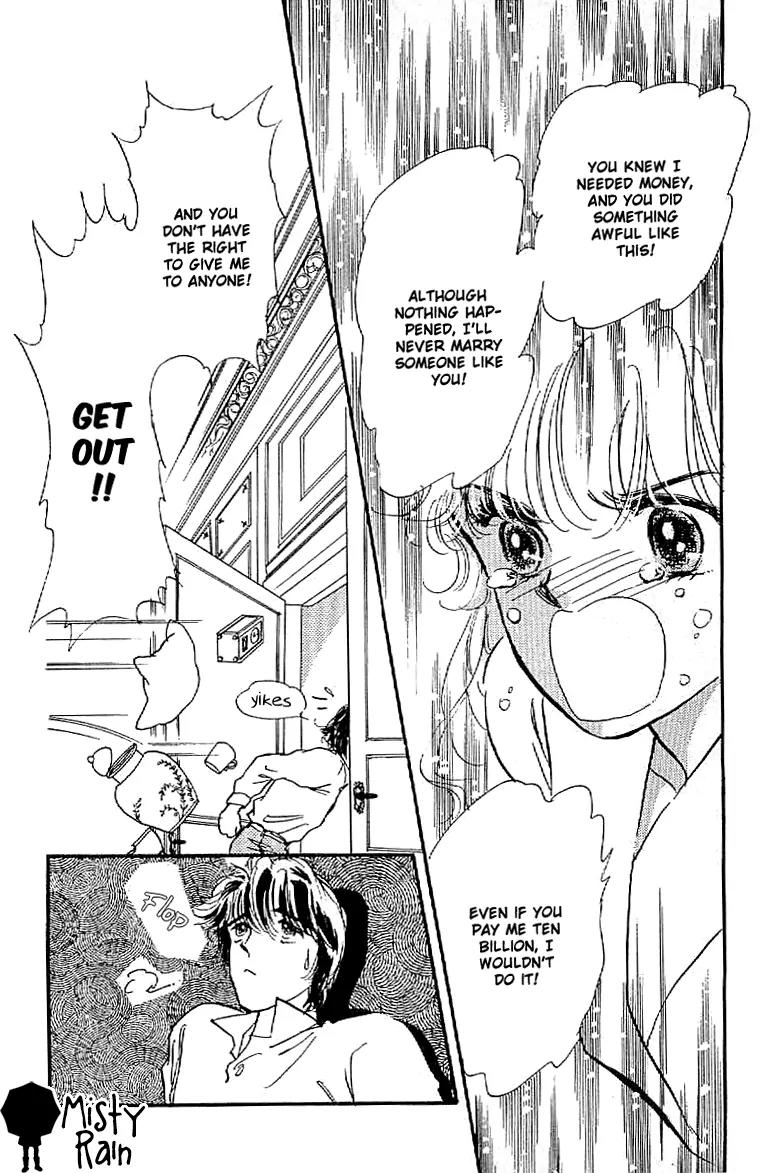 YOU KNEW I
NEEDED MONEY,
AND YOU DID
SOMETHING
AWFUL LIKE
THIS!
ALTHOUGH
NOTHING HAP-
PENED, I'LL
NEVER MARRY
SOMEONE LIKE
YOU!
EVEN IF YOU
PAY ME TEN
BILLION, I
WOULDN'T
DO IT!
AND YOU
DON'T HAVE
THE RIGHT
TO GIVE ME
TO ANYONE!
GET
OUT
!!
yikes
Flop
Misty
Rain